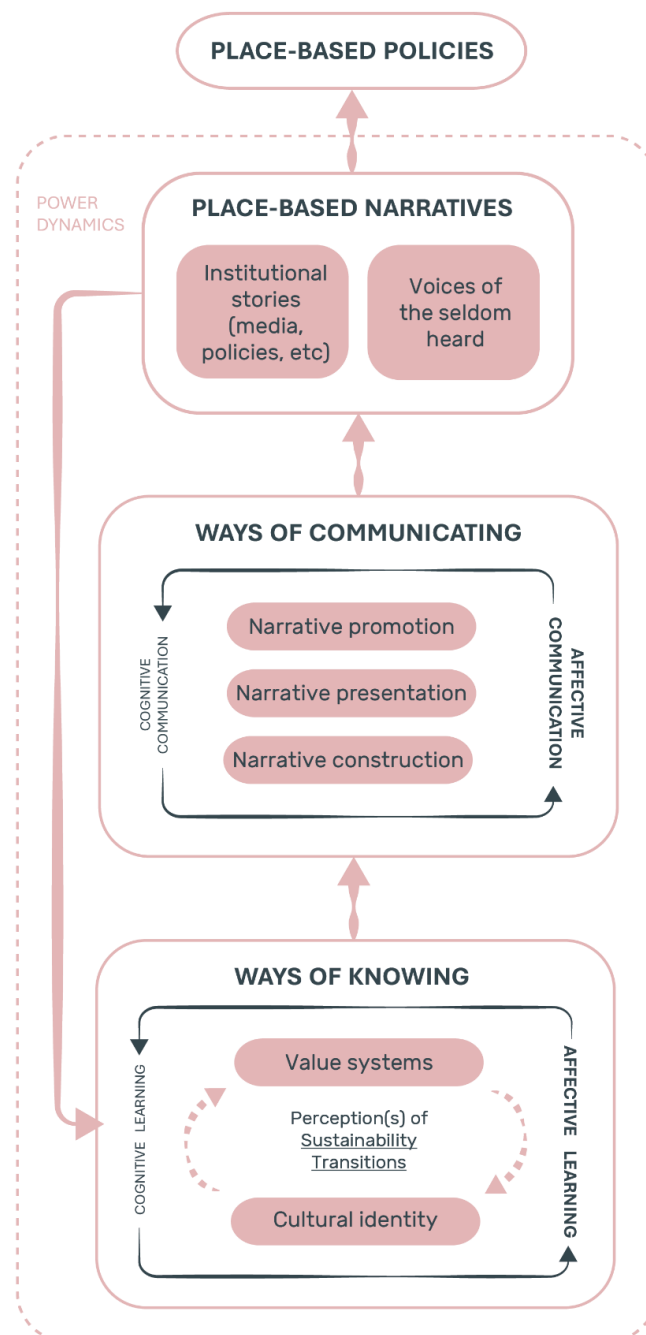 PLACE-BASED POLICIES
POWER
DYNAMICS
PLACE-BASED NARRATIVES
Institutional
stories
(media,
policies, etc)
Voices of
the seldom
heard
WAYS OF COMMUNICATING
COGNITIVE
COMMUNICATION
Narrative promotion
Narrative presentation
Narrative construction
AFFECTIVE
COMMUNICATION
WAYS OF KNOWING
COGNITIVE LEARNING
Value systems
Perception(s) of
Sustainability
Transitions
Cultural identity
AFFECTIVE LEARNING